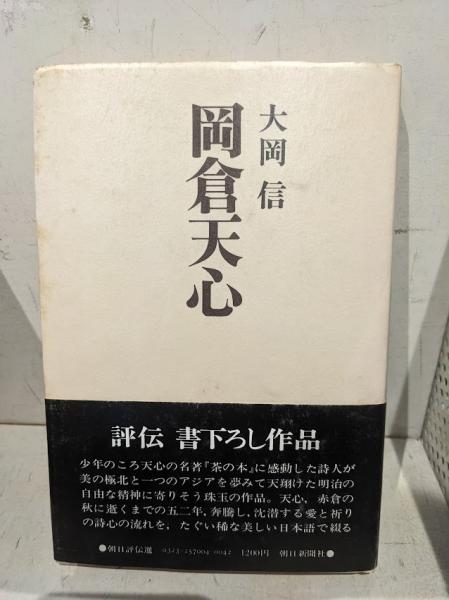 大岡 信
岡倉天心
評伝 書下ろし作品
少年のころ天心の名著『茶の本』に感動した詩人が
美の極北と一つのアジアを夢みて天翔けた明治の
自由な精神に寄りそう珠玉の作品。天心、赤倉の
秋に逝くまでの五二年、奔騰し、沈潜する愛と祈り
の詩心の流れを、たぐい稀な美しい日本語で綴る
●朝日評伝選 0323-257004-0042 1200円 朝日新聞社●